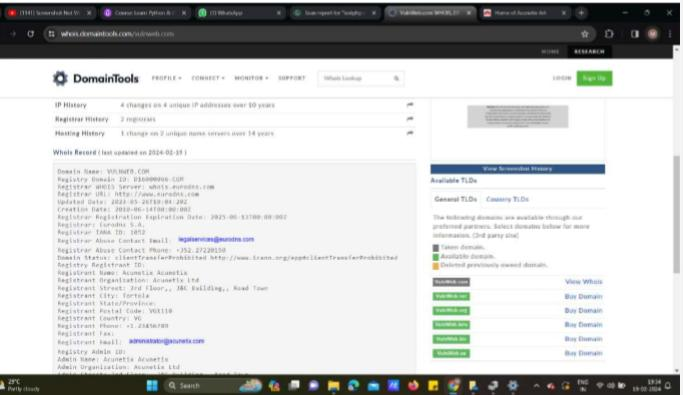 (1141) Screenshot Not W
Course Learn Python &
(1) WhatsApp
Scan report for
VulnWeb.com WHOIS,
Home of Acunetix Art
whois.domaintools.com/vulnweb.com
HOME RESEARCH
DomainTools PROFILE CONNECT MONITOR SUPPORT Whois Lookup LOGIN Sign Up
IP History 4 changes on 4 unique IP addresses over 10 years
Registrar History 2 registrars
Hosting History 1 change on 2 unique name servers over 14 years
Whois Record ( last updated on 2024-02-19 )
Domain Name: VULNWEB.COM
Registry Domain ID: D16000066-COM
Registrar WHOIS Server: whois.eurodns.com
Registrar URL: http://www.eurodns.com
Updated Date: 2023-05-26T10:04:20Z
Creation Date: 2010-06-14T00:00:00Z
Registrar Registration Expiration Date: 2025-06-13T00:00:00Z
Registrar: Eurodns S.A.
Registrar IANA ID: 1052
Registrar Abuse Contact Email: legalservices@eurodns.com
Registrar Abuse Contact Phone: +352.27220150
Domain Status: clientTransferProhibited http://www.icann.org/epp#clientTransferProhibited
Registry Registrant ID:
Registrant Name: Acunetix Acunetix
Registrant Organization: Acunetix Ltd
Registrant Street: 3rd Floor,, J&C Building,, Road Town
Registrant City: Tortola
Registrant State/Province:
Registrant Postal Code: VG1110
Registrant Country: VG
Registrant Phone: +1.23456789
Registrant Fax:
Registrant Email: administrator@acunetix.com
Registry Admin ID:
Admin Name: Acunetix Acunetix
Admin Organization: Acunetix Ltd
View Screenshot History
Available TLDs
General TLDs Country TLDs
The following domains are available through our
preferred partners. Select domains below for more
information. (3rd party site)
Taken domain.
Available domain.
Deleted previously owned domain.
VulnWeb.com View Whois
VulnWeb.net Buy Domain
VulnWeb.org Buy Domain
VulnWeb.info Buy Domain
VulnWeb.biz Buy Domain
VulnWeb.us Buy Domain
29°C
Partly cloudy
Search
ENG
IN
19:34
19-02-2024